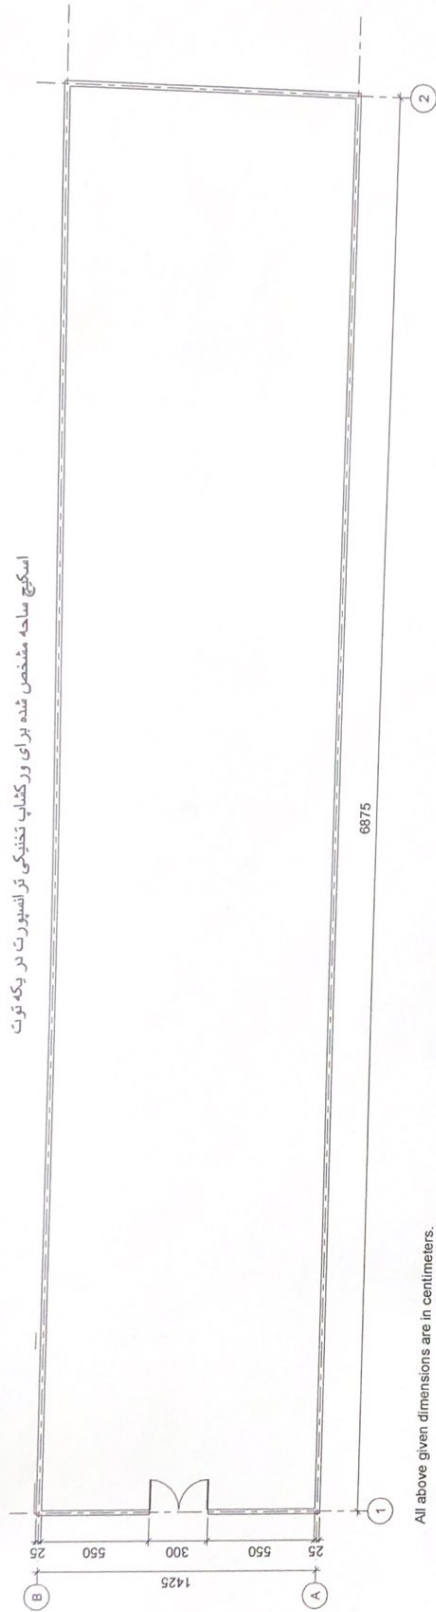 اسکیچ ساحه مشخص شده برای ورکشاپ تخنیکی ترانسپورت در یکه توت
B
25
550
300
550
25
1425
A
1
6875
2
All above given dimensions are in centimeters.